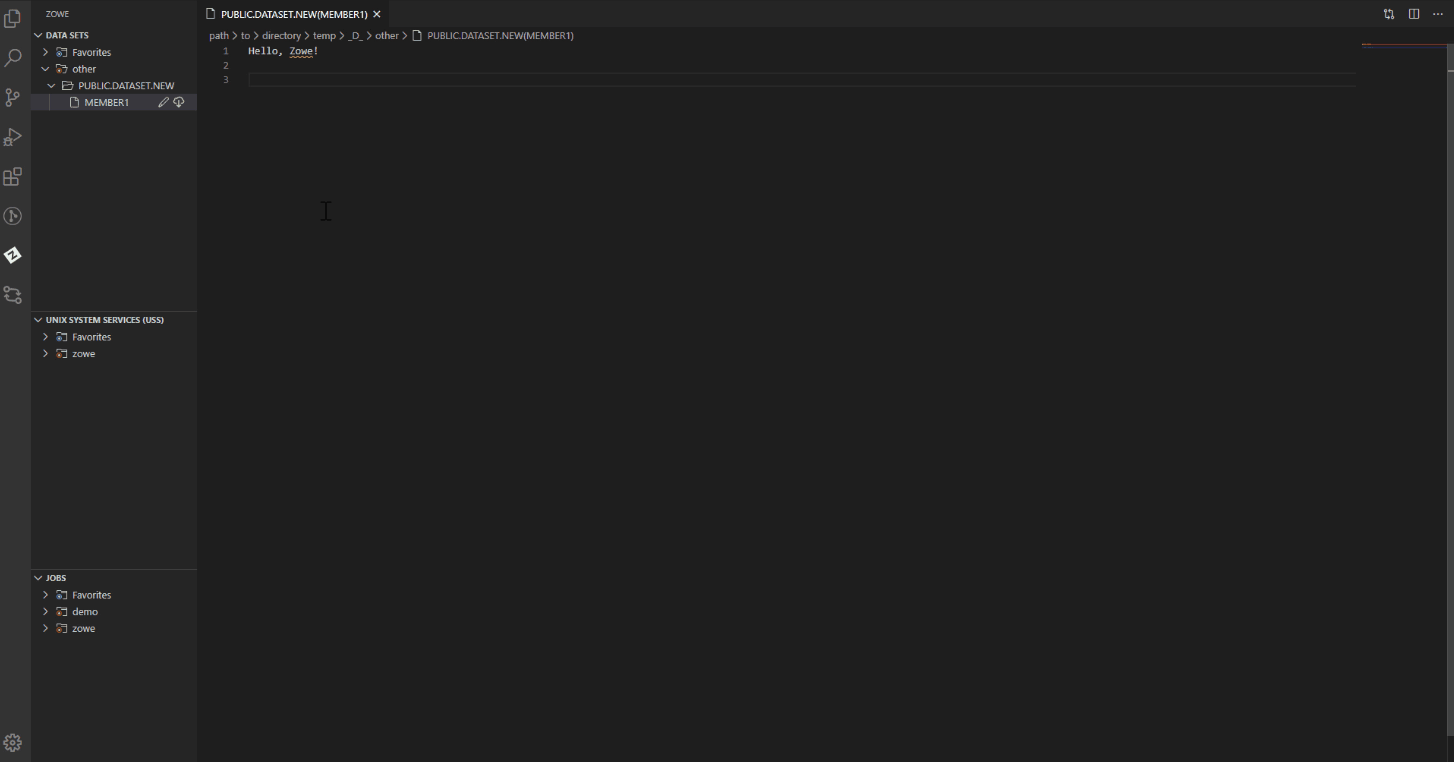 ZOWE
DATA SETS
Favorites
other
PUBLIC.DATASET.NEW
MEMBER1
UNIX SYSTEM SERVICES (USS)
Favorites
zowe
JOBS
Favorites
demo
zowe
PUBLIC.DATASET.NEW(MEMBER1)
path > to > directory > temp > _D_ > other > PUBLIC.DATASET.NEW(MEMBER1)
1 Hello, Zowe!
2
3